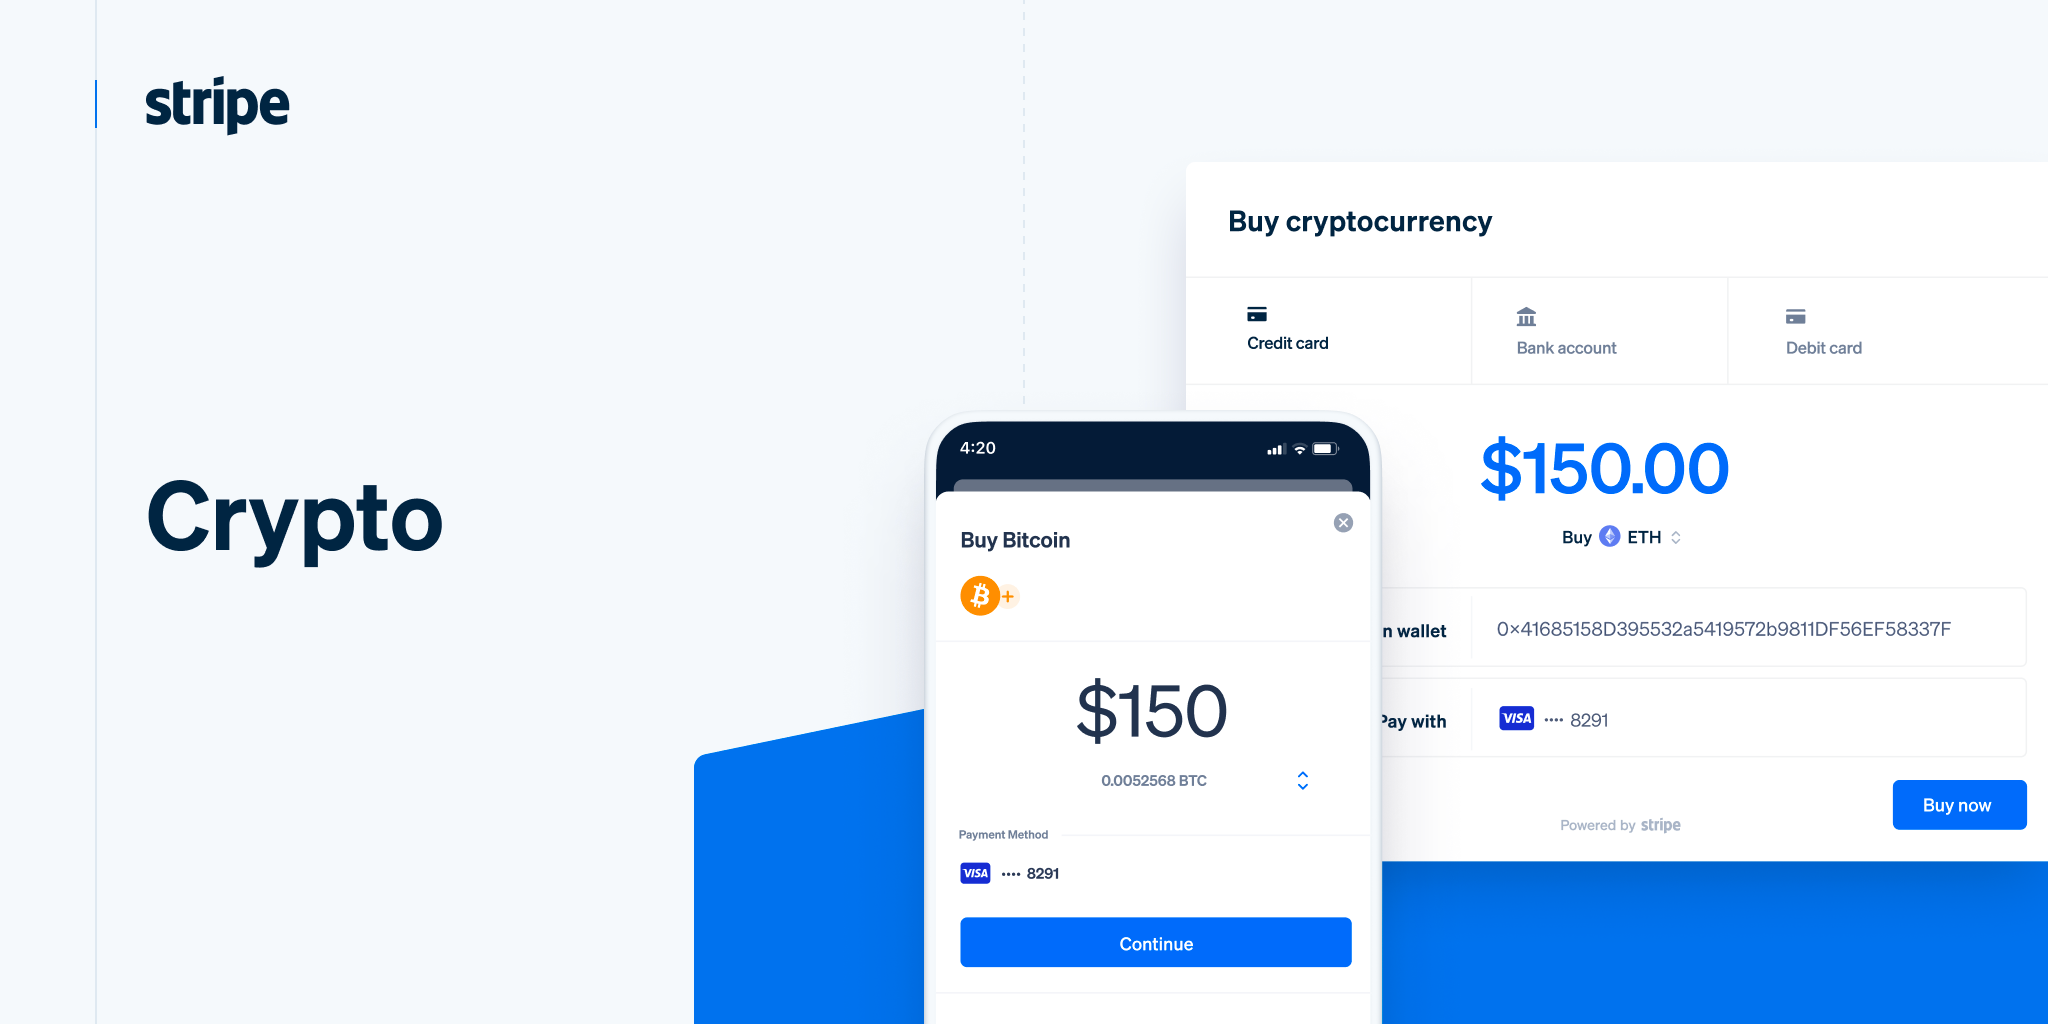 stripe
Crypto
Buy cryptocurrency
Credit card
Bank account
Debit card
$150.00
Buy ETH
n wallet
0×41685158D395532a5419572b9811DF56EF58337F
Pay with
VISA •••• 8291
Buy now
Powered by stripe
4:20
Buy Bitcoin
$150
0.0052568 BTC
Payment Method
VISA •••• 8291
Continue